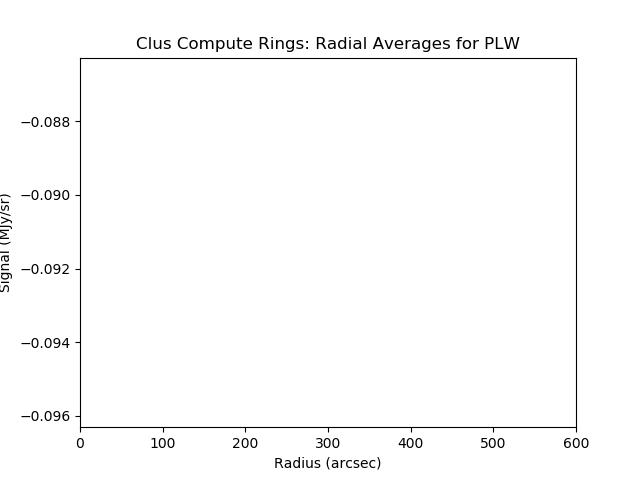 Clus Compute Rings: Radial Averages for PLW
−0.088
−0.090
−0.092
−0.094
−0.096
Signal (MJy/sr)
0 100 200 300 400 500 600
Radius (arcsec)